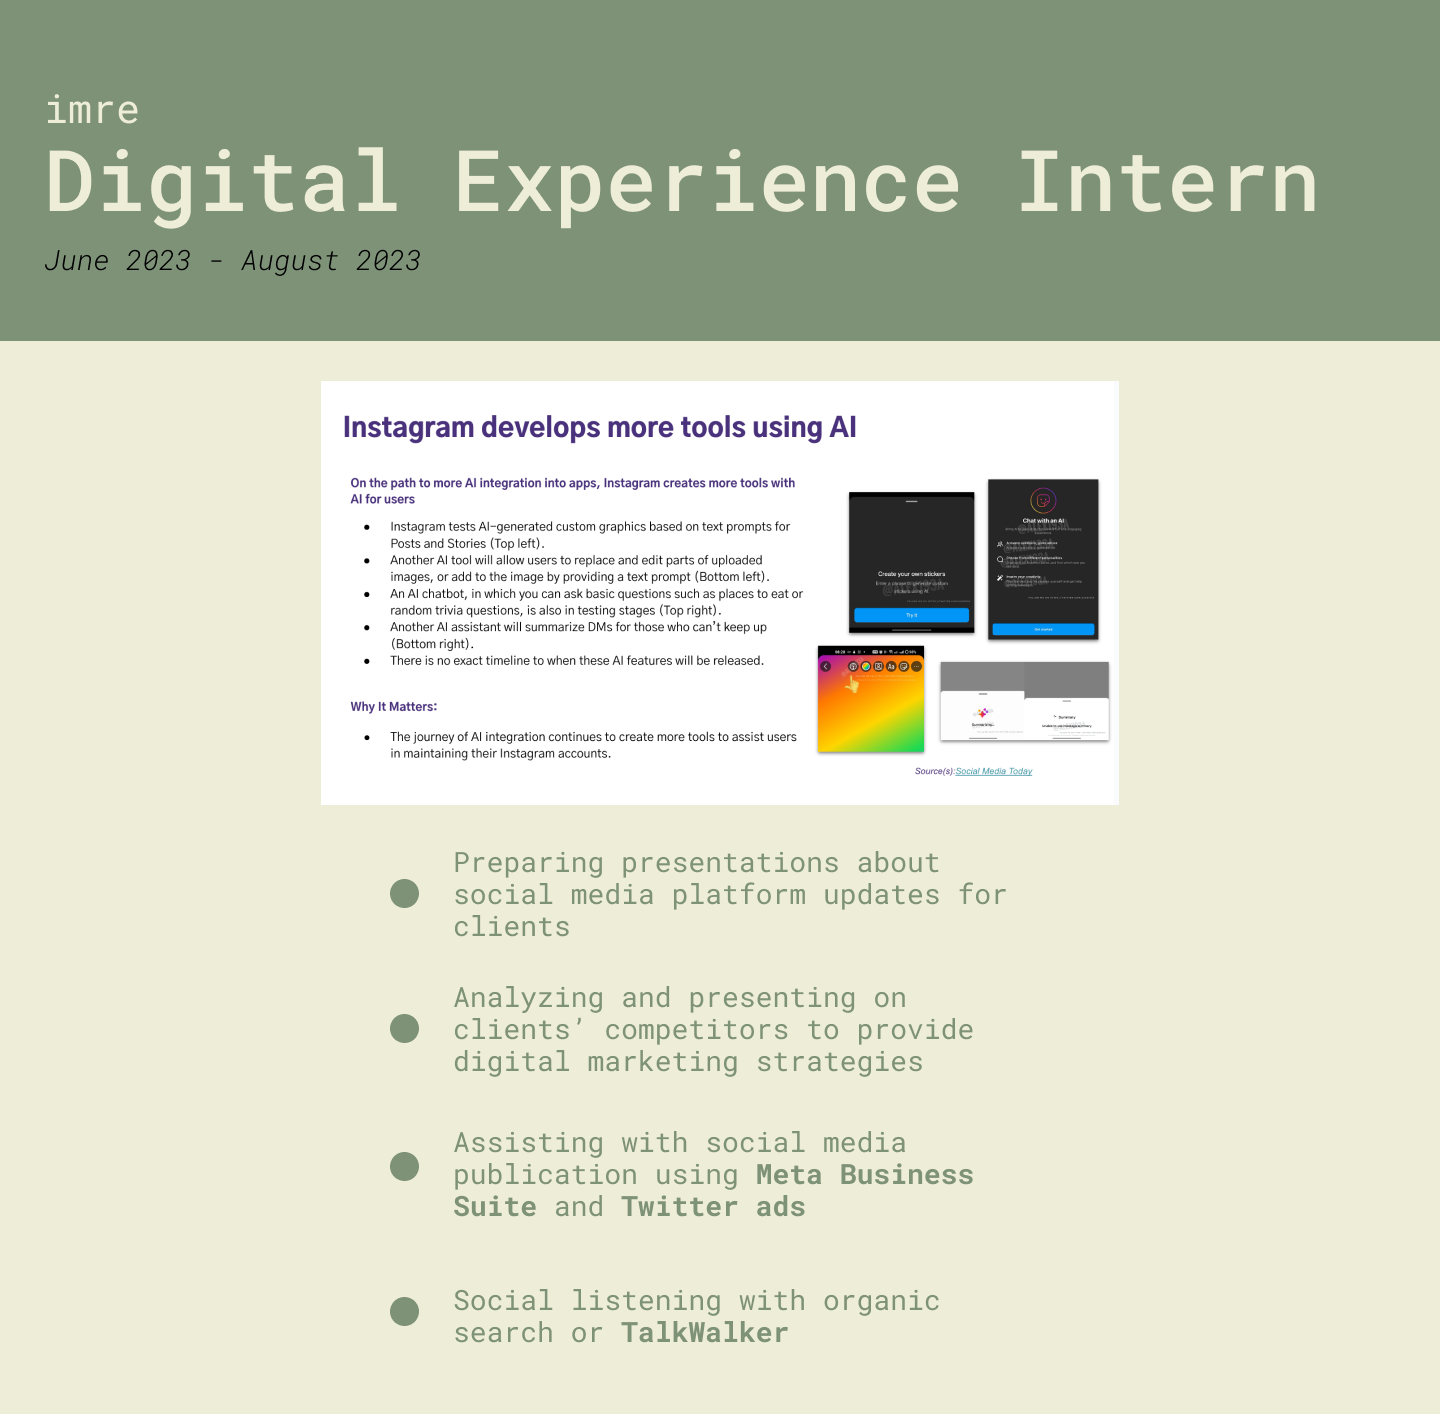 imre
Digital Experience Intern
June 2023 - August 2023
Instagram develops more tools using AI
On the path to more AI integration into apps, Instagram creates more tools with
AI for users
● Instagram tests AI-generated custom graphics based on text prompts for
Posts and Stories (Top left).
● Another AI tool will allow users to replace and edit parts of uploaded
images, or add to the image by providing a text prompt (Bottom left).
● An AI chatbot, in which you can ask basic questions such as places to eat or
random trivia questions, is also in testing stages (Top right).
● Another AI assistant will summarize DMs for those who can't keep up
(Bottom right).
● There is no exact timeline to when these AI features will be released.
Why It Matters:
● The journey of AI integration continues to create more tools to assist users
in maintaining their Instagram accounts.
Create your own stickers
Try it
Chat with an AI
Get started
Aa
Summary
Source(s):Social Media Today
Preparing presentations about
social media platform updates for
clients
Analyzing and presenting on
clients’ competitors to provide
digital marketing strategies
Assisting with social media
publication using Meta Business
Suite and Twitter ads
Social listening with organic
search or TalkWalker